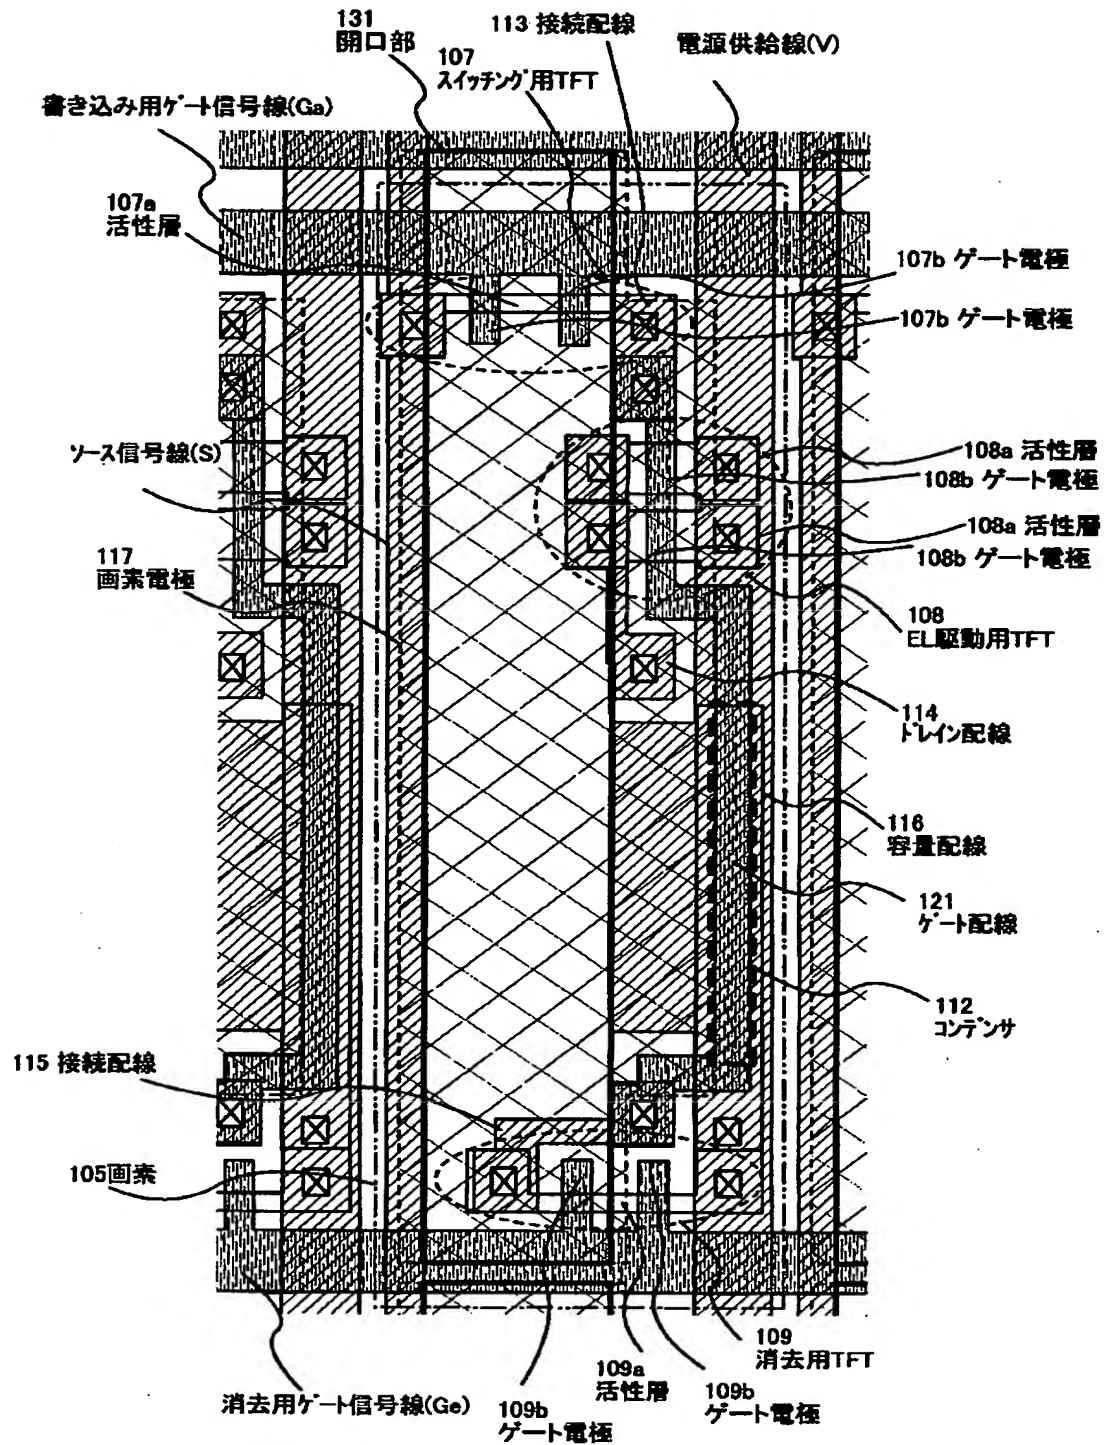 131
開口部
113 接続配線
107
スイッチング用TFT
電源供給線(V)
書き込み用ゲート信号線(Ga)
107a
活性層
107b ゲート電極
107b ゲート電極
ソース信号線(S)
108a 活性層
108b ゲート電極
108a 活性層
108b ゲート電極
117
画素電極
108
EL駆動用TFT
114
ドレイン配線
116
容量配線
121
ゲート配線
112
コンデンサ
115 接続配線
105画素
109
消去用TFT
109a
活性層
109b
ゲート電極
消去用ゲート信号線(Ge)
109b
ゲート電極